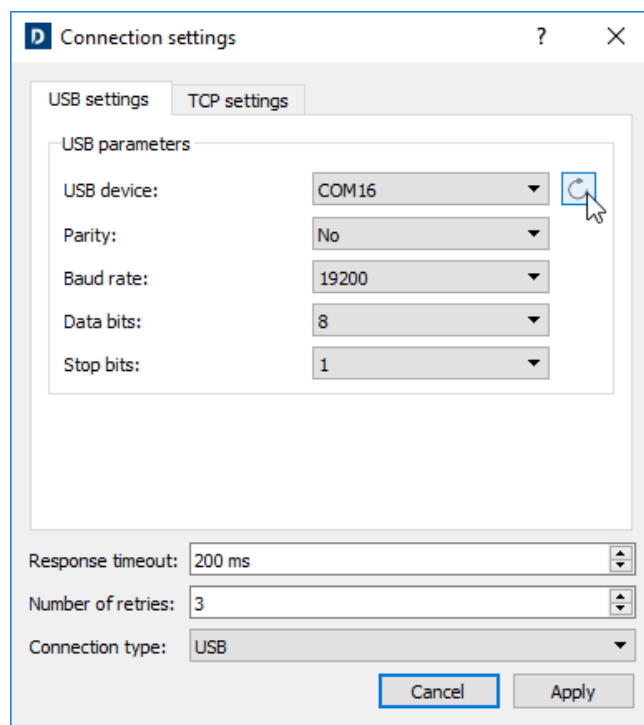 D Connection settings ?
USB settings TCP settings
USB parameters
USB device: COM16
Parity: No
Baud rate: 19200
Data bits: 8
Stop bits: 1
Response timeout: 200 ms
Number of retries: 3
Connection type: USB
Cancel Apply